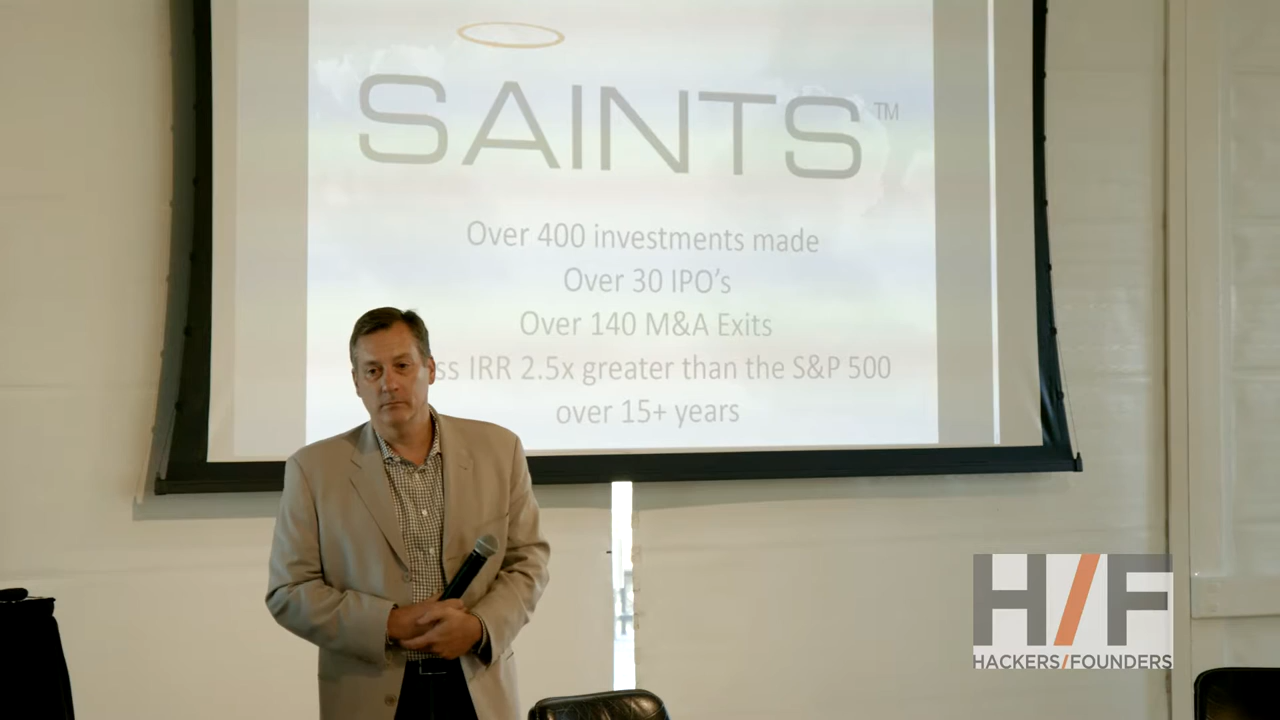 SAINTS™
Over 400 investments made
Over 30 IPO's
Over 140 M&A Exits
ss IRR 2.5x greater than the S&P 500
over 15+ years
H/F
HACKERS/FOUNDERS